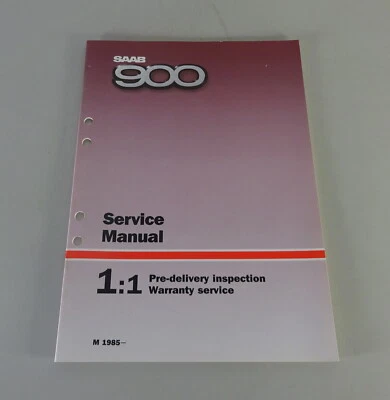 SAAB
900
Service
Manual
1:1 Pre-delivery inspection
Warranty service
M 1985–